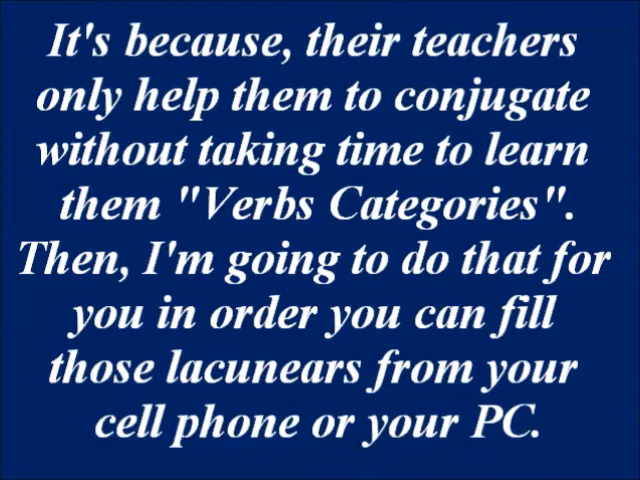 It's because, their teachers
only help them to conjugate
without taking time to learn
them "Verbs Categories".
Then, I'm going to do that for
you in order you can fill
those lacunears from your
cell phone or your PC.